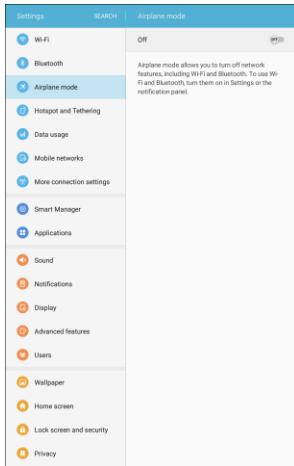 Settings
SEARCH
Wi-Fi
Bluetooth
Airplane mode
Hotspot and Tethering
Data usage
Mobile networks
More connection settings
Smart Manager
Applications
Sound
Notifications
Display
Advanced features
Users
Wallpaper
Home screen
Lock screen and security
Privacy
Airplane mode
Off
OFF
Airplane mode allows you to turn off network
features, including Wi-Fi and Bluetooth. To use Wi-
Fi and Bluetooth, turn them on in Settings or the
notification panel.